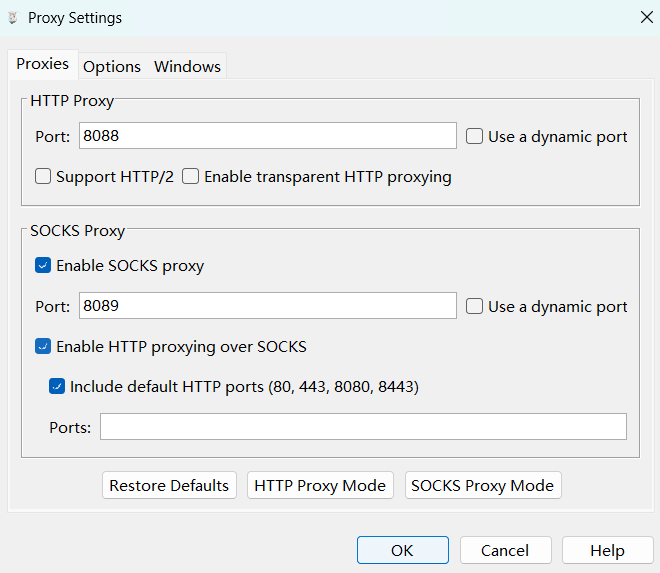 Proxy Settings
Proxies Options Windows
HTTP Proxy
Port: 8088 Use a dynamic port
Support HTTP/2 Enable transparent HTTP proxying
SOCKS Proxy
Enable SOCKS proxy
Port: 8089 Use a dynamic port
Enable HTTP proxying over SOCKS
Include default HTTP ports (80, 443, 8080, 8443)
Ports:
Restore Defaults HTTP Proxy Mode SOCKS Proxy Mode
OK Cancel Help